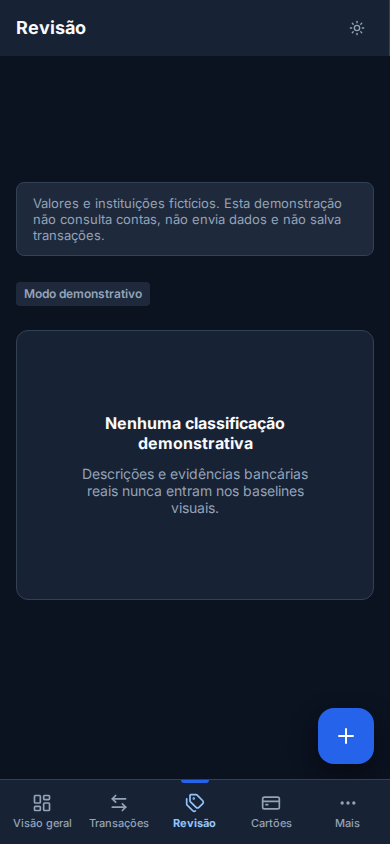 Revisão
Valores e instituições fictícios. Esta demonstração
não consulta contas, não envia dados e não salva
transações.
Modo demonstrativo
Nenhuma classificação
demonstrativa
Descrições e evidências bancárias
reais nunca entram nos baselines
visuais.
Visão geral
Transações
Revisão
Cartões
Mais